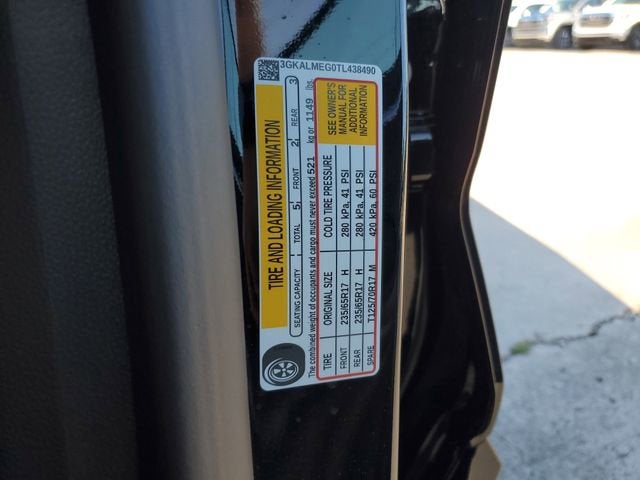 3GKALMEG0TL438490
TIRE AND LOADING INFORMATION
SEATING CAPACITY TOTAL 5 FRONT 2 REAR 3
The combined weight of occupants and cargo must never exceed 521 kg or 1149 lbs.
TIRE ORIGINAL SIZE COLD TIRE PRESSURE
FRONT 235/65R17 H 280 kPa, 41 PSI
REAR 235/65R17 H 280 kPa, 41 PSI
SPARE T125/70R17 M 420 kPa, 60 PSI
SEE OWNER'S
MANUAL FOR
ADDITIONAL
INFORMATION